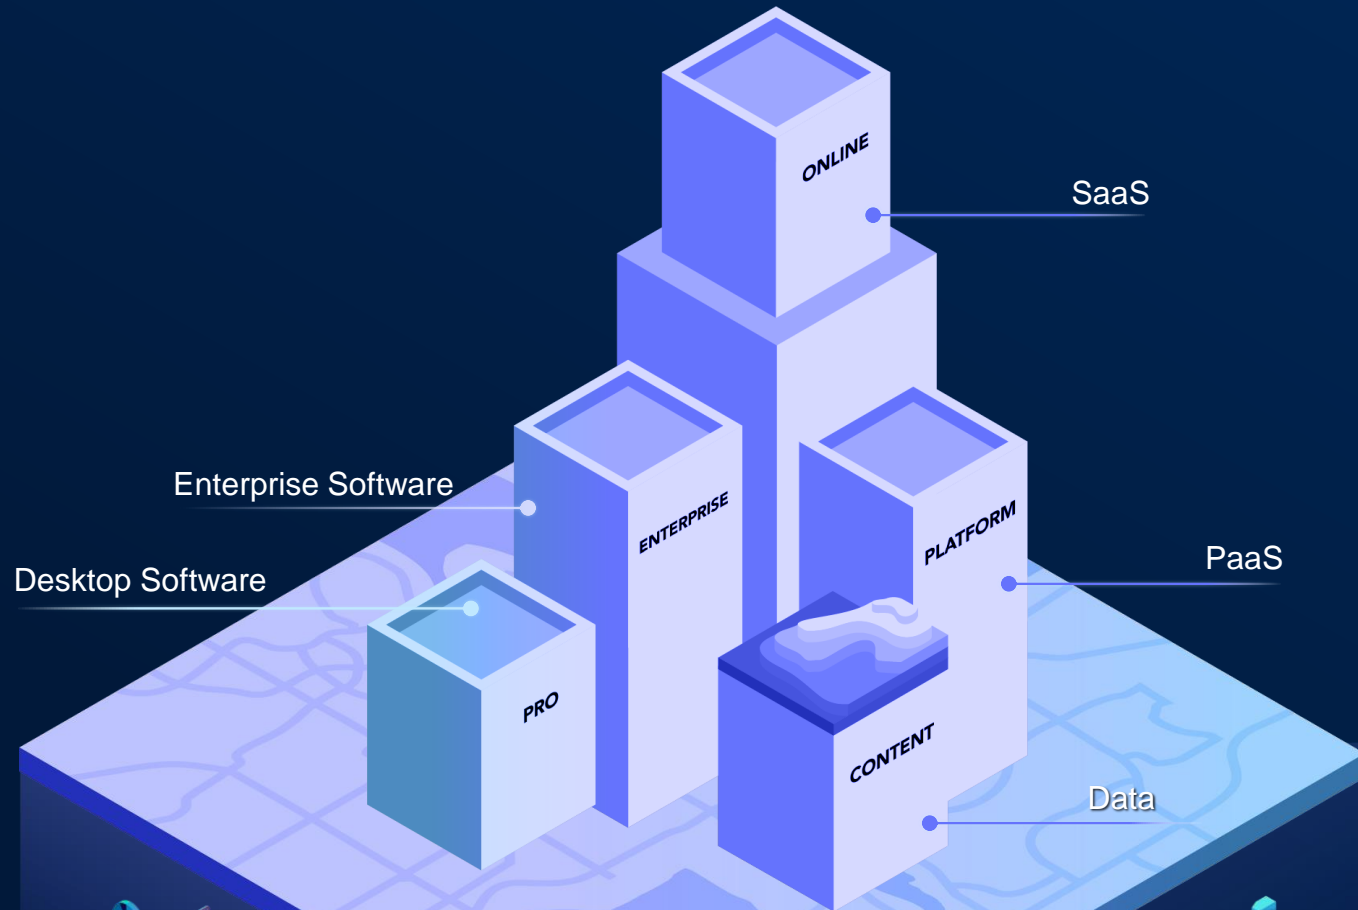 ONLINE
SaaS
Enterprise Software
ENTERPRISE
PLATFORM
PaaS
Desktop Software
PRO
CONTENT
Data